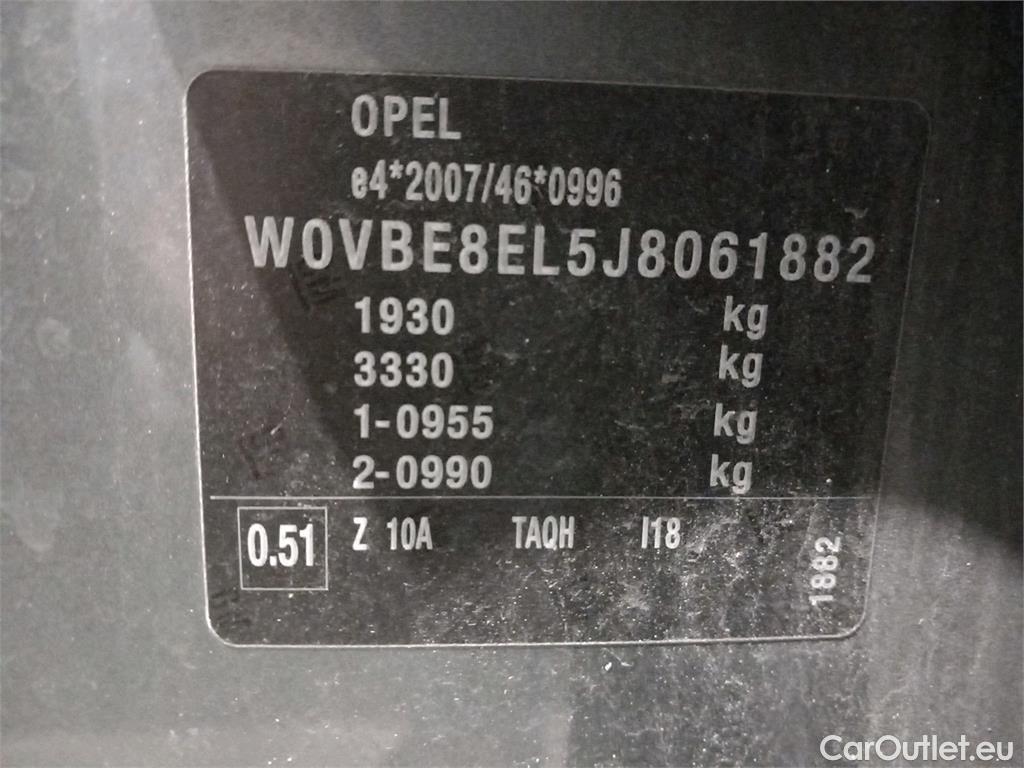 OPEL
e4*2007/46*0996
W0VBE8EL5J8061882
1930 kg
3330 kg
1-0955 kg
2-0990 kg
0.51 Z 10A TAQH I18
1882
CarOutlet.eu